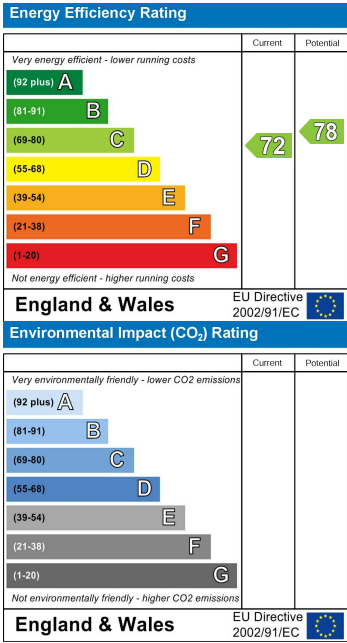 Energy Efficiency Rating
Current Potential
Very energy efficient - lower running costs
(92 plus) A
(81-91) B
(69-80) C
72
78
(55-68) D
(39-54) E
(21-38) F
(1-20) G
Not energy efficient - higher running costs
England & Wales
EU Directive
2002/91/EC
Environmental Impact (CO₂) Rating
Current Potential
Very environmentally friendly - lower CO2 emissions
(92 plus) A
(81-91) B
(69-80) C
(55-68) D
(39-54) E
(21-38) F
(1-20) G
Not environmentally friendly - higher CO2 emissions
England & Wales
EU Directive
2002/91/EC